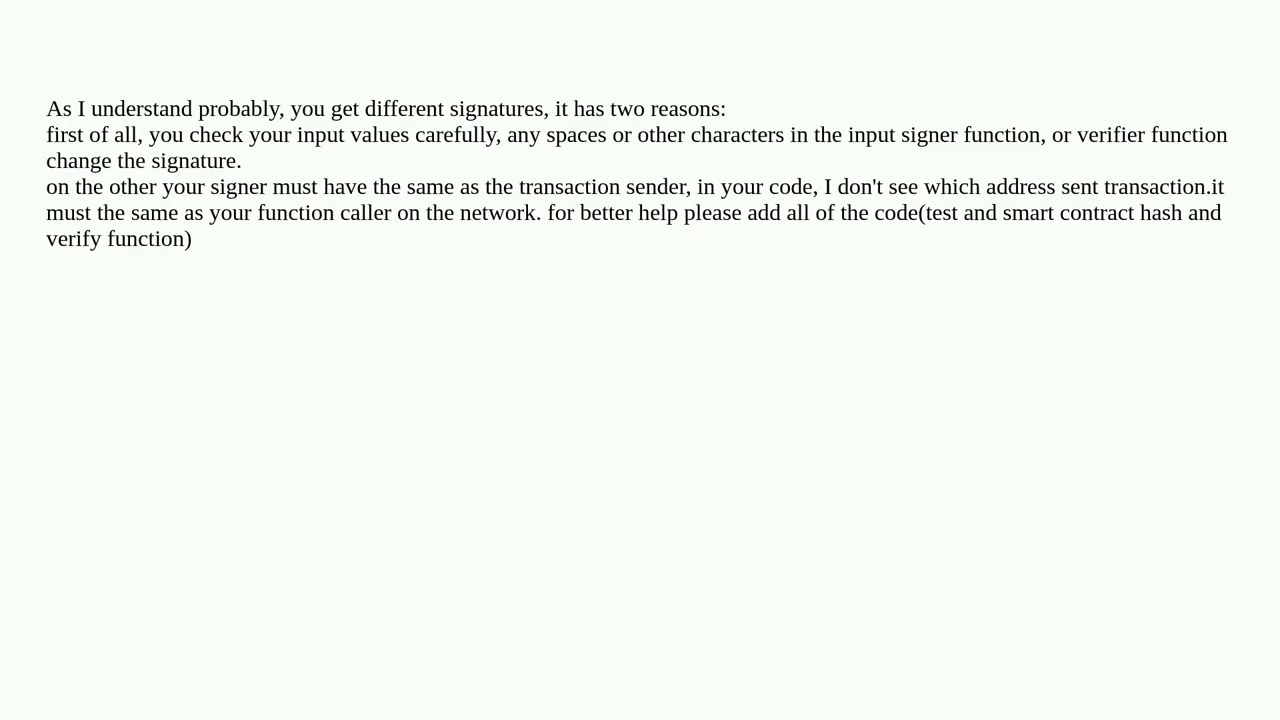 As I understand probably, you get different signatures, it has two reasons:
first of all, you check your input values carefully, any spaces or other characters in the input signer function, or verifier function
change the signature.
on the other your signer must have the same as the transaction sender, in your code, I don't see which address sent transaction.it
must the same as your function caller on the network. for better help please add all of the code(test and smart contract hash and
verify function)